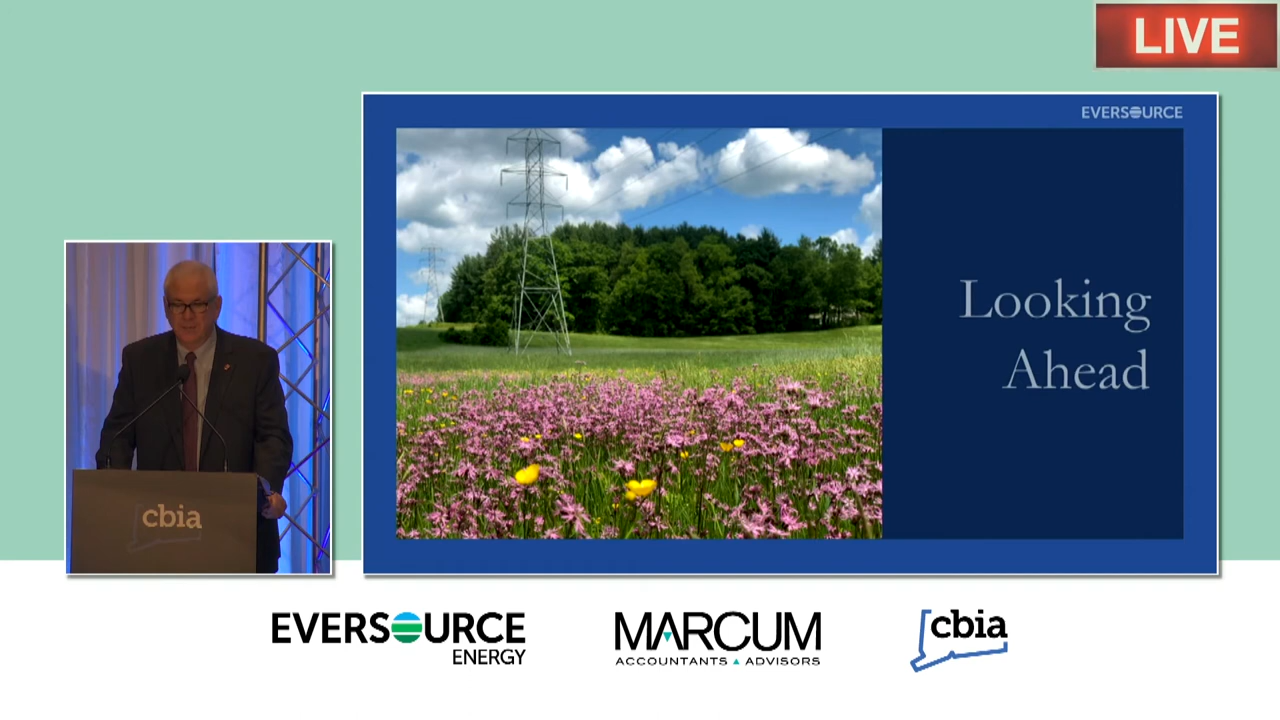 LIVE
EVERSOURCE
Looking
Ahead
cbia
EVERSOURCE
ENERGY
MARCUM
ACCOUNTANTS ADVISORS
cbia